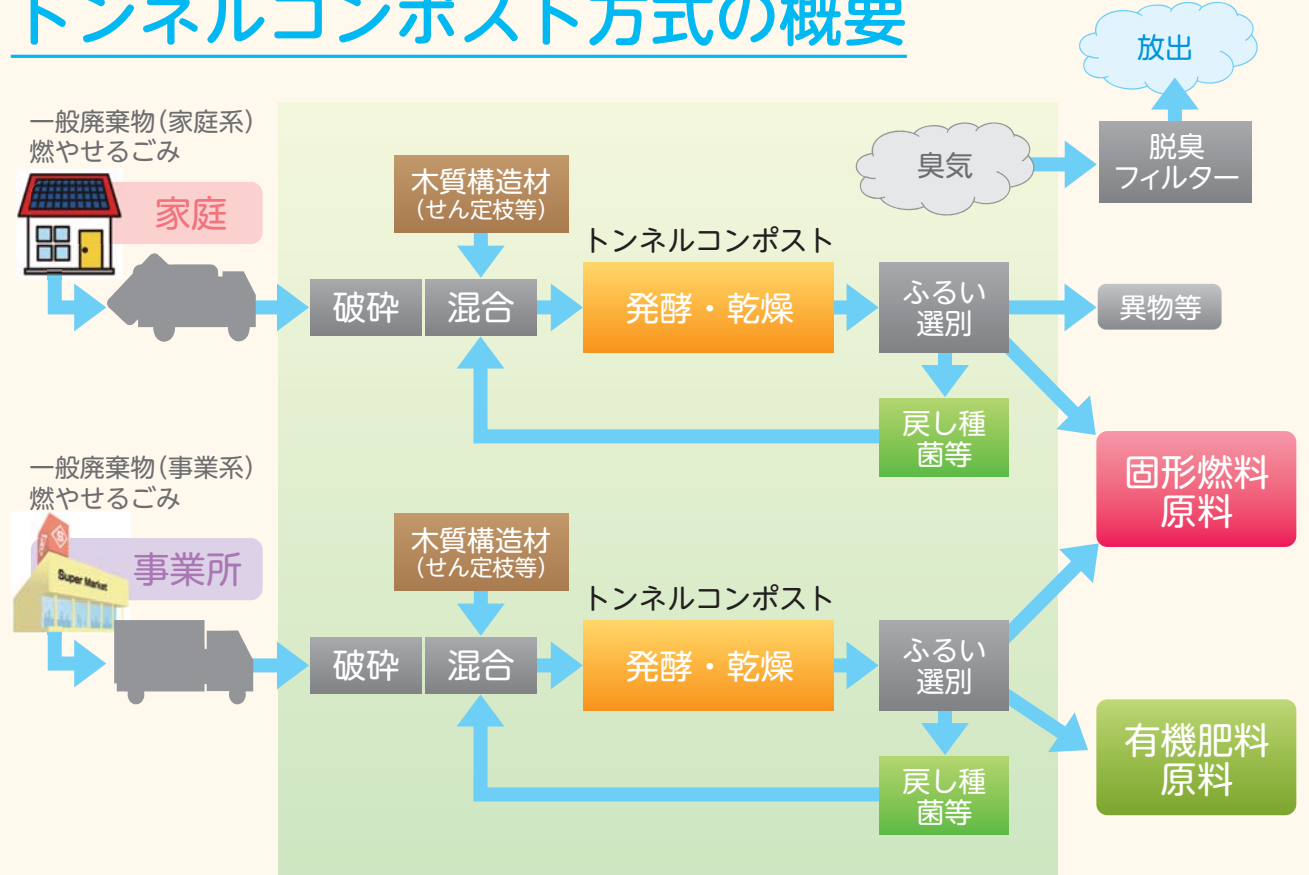 トンネルコンポスト方式の概要
放出
一般廃棄物(家庭系)
燃やせるごみ
家庭
木質構造材
(せん定枝等)
臭気
脱臭
フィルター
トンネルコンポスト
破砕
混合
発酵・乾燥
ふるい
選別
異物等
戻し種
菌等
固形燃料
原料
一般廃棄物(事業系)
燃やせるごみ
Super Market
事業所
木質構造材
(せん定枝等)
トンネルコンポスト
破砕
混合
発酵・乾燥
ふるい
選別
戻し種
菌等
有機肥料
原料